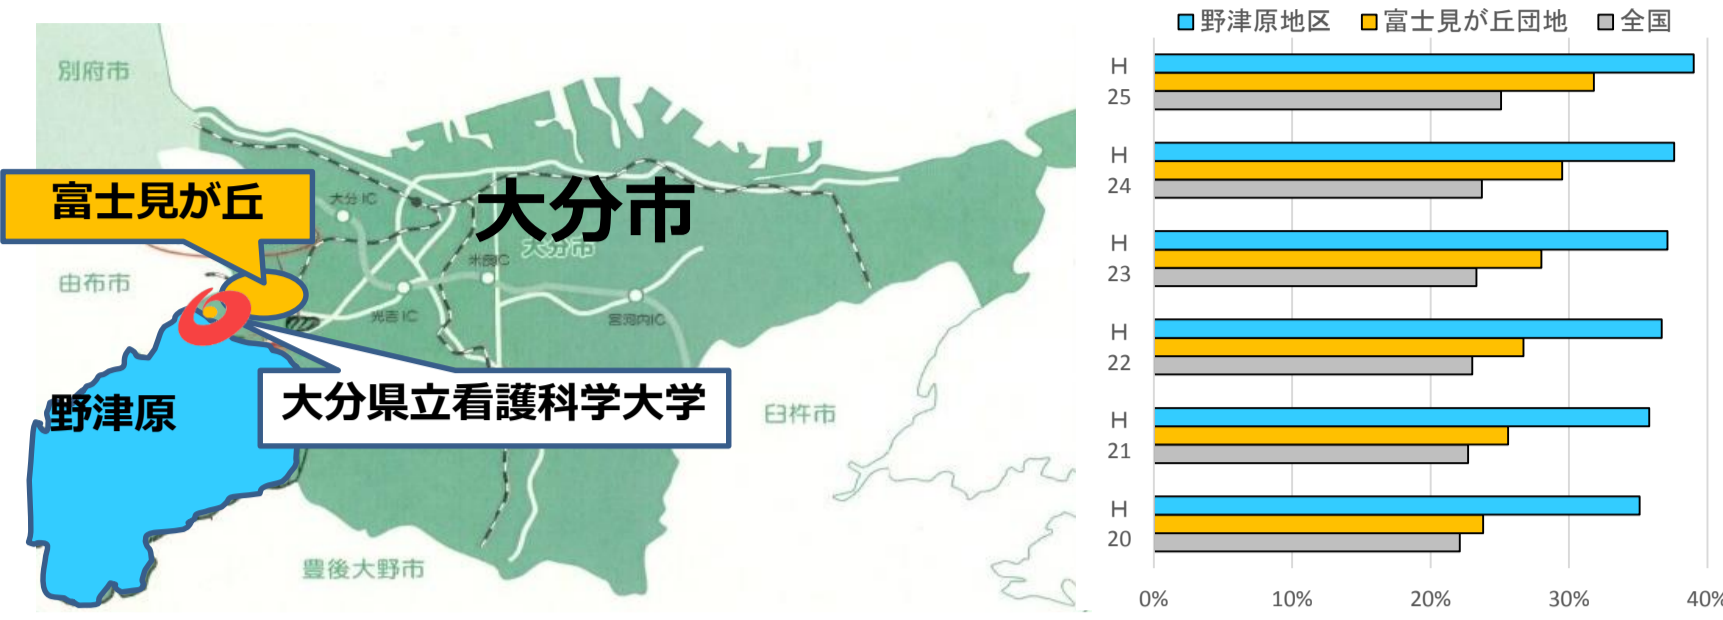 別府市
富士見が丘
大分IC
大分市
大分市
米良IC
由布市
光吉IC
宮河内IC
大分県立看護科学大学
野津原
臼杵市
豊後大野市
野津原地区 富士見が丘団地 全国
H
25
H
24
H
23
H
22
H
21
H
20
0% 10% 20% 30% 40%